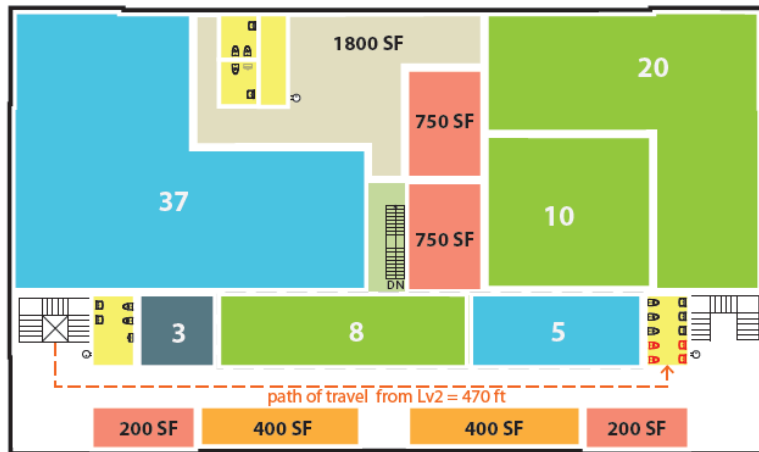 1800 SF
20
750 SF
37
10
750 SF
DN
3
8
5
path of travel from Lv2 = 470 ft
200 SF
400 SF
400 SF
200 SF